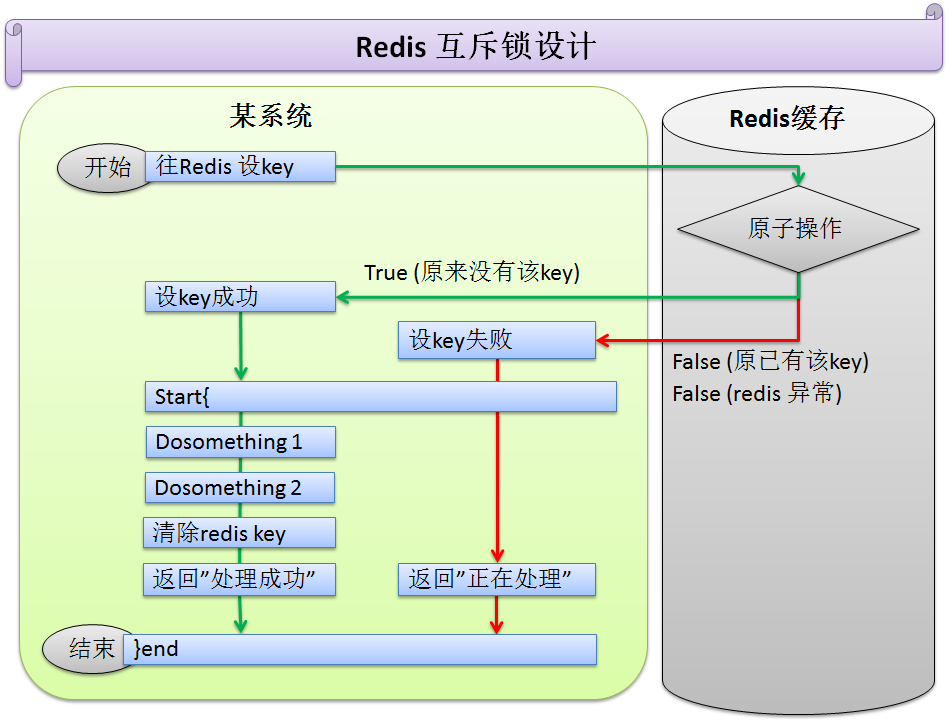 Redis 互斥锁设计
某系统
Redis缓存
开始
往Redis 设key
原子操作
True (原来没有该key)
设key成功
设key失败
False (原已有该key)
False (redis 异常)
Start{
Dosomething 1
Dosomething 2
清除redis key
返回”处理成功”
返回”正在处理”
结束
}end